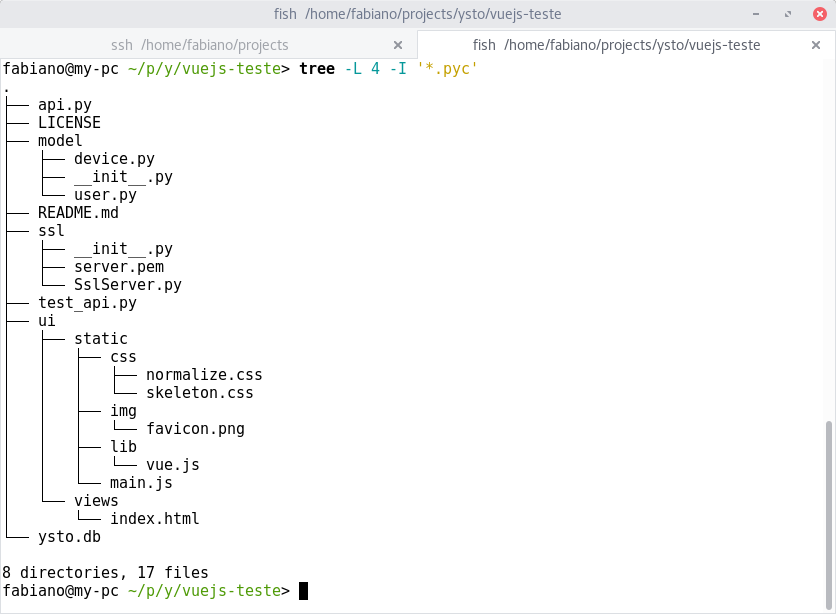 fish /home/fabiano/projects/ysto/vuejs-teste
ssh /home/fabiano/projects
fish /home/fabiano/projects/ysto/vuejs-teste
fabiano@my-pc ~/p/y/vuejs-teste> tree -L 4 -I '*.pyc'
.
├── api.py
├── LICENSE
├── model
│   ├── device.py
│   ├── __init__.py
│   └── user.py
├── README.md
├── ssl
│   ├── __init__.py
│   ├── server.pem
│   └── SslServer.py
├── test_api.py
├── ui
│   ├── static
│   │   ├── css
│   │   │   ├── normalize.css
│   │   │   └── skeleton.css
│   │   ├── img
│   │   │   └── favicon.png
│   │   ├── lib
│   │   │   └── vue.js
│   │   └── main.js
│   └── views
│       └── index.html
└── ysto.db
8 directories, 17 files
fabiano@my-pc ~/p/y/vuejs-teste>